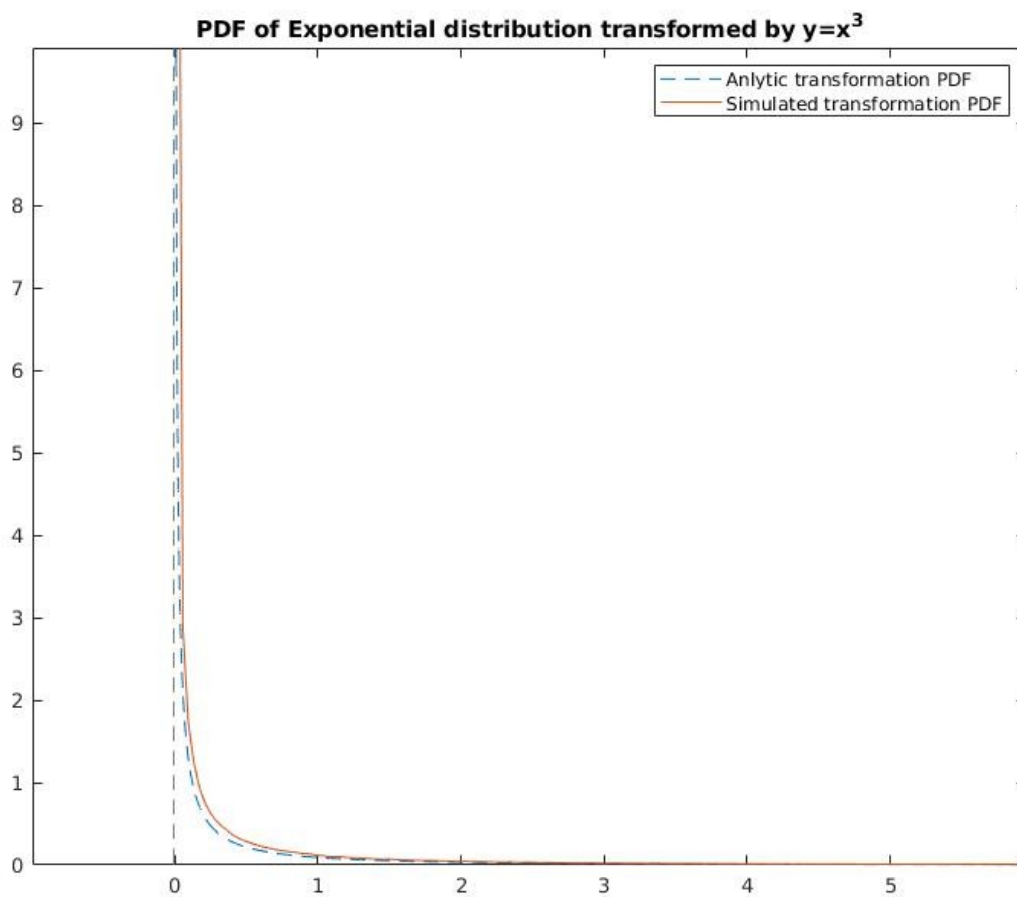 PDF of Exponential distribution transformed by y=x³
Anlytic transformation PDF
Simulated transformation PDF
9
8
7
6
5
4
3
2
1
0
0 1 2 3 4 5